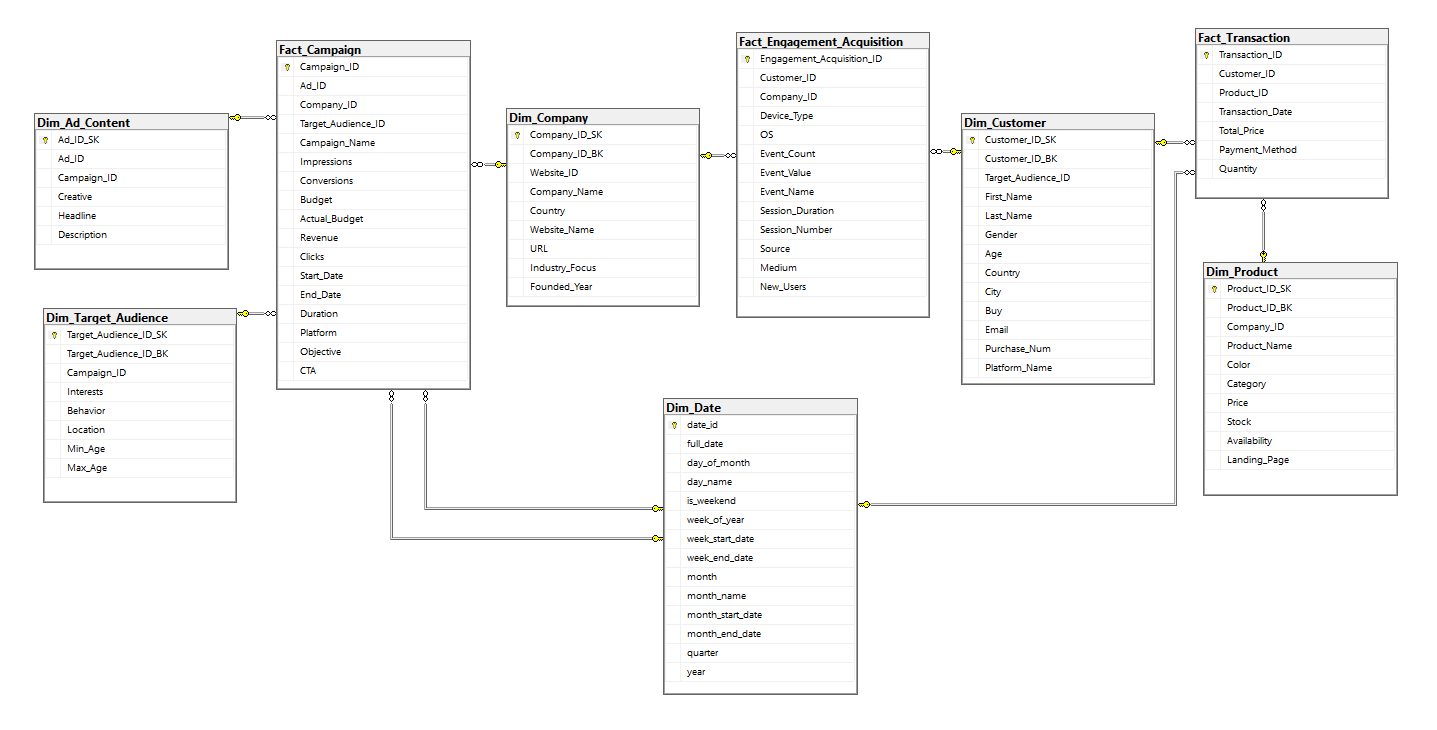 Fact_Campaign
Campaign_ID
Ad_ID
Company_ID
Target_Audience_ID
Campaign_Name
Impressions
Conversions
Budget
Actual_Budget
Revenue
Clicks
Start_Date
End_Date
Duration
Platform
Objective
CTA
Dim_Ad_Content
Ad_ID_SK
Ad_ID
Campaign_ID
Creative
Headline
Description
Dim_Target_Audience
Target_Audience_ID_SK
Target_Audience_ID_BK
Campaign_ID
Interests
Behavior
Location
Min_Age
Max_Age
Dim_Company
Company_ID_SK
Company_ID_BK
Website_ID
Company_Name
Country
Website_Name
URL
Industry_Focus
Founded_Year
Fact_Engagement_Acquisition
Engagement_Acquisition_ID
Customer_ID
Company_ID
Device_Type
OS
Event_Count
Event_Value
Event_Name
Session_Duration
Session_Number
Source
Medium
New_Users
Dim_Customer
Customer_ID_SK
Customer_ID_BK
Target_Audience_ID
First_Name
Last_Name
Gender
Age
Country
City
Buy
Email
Purchase_Num
Platform_Name
Fact_Transaction
Transaction_ID
Customer_ID
Product_ID
Transaction_Date
Total_Price
Payment_Method
Quantity
Dim_Product
Product_ID_SK
Product_ID_BK
Company_ID
Product_Name
Color
Category
Price
Stock
Availability
Landing_Page
Dim_Date
date_id
full_date
day_of_month
day_name
is_weekend
week_of_year
week_start_date
week_end_date
month
month_name
month_start_date
month_end_date
quarter
year